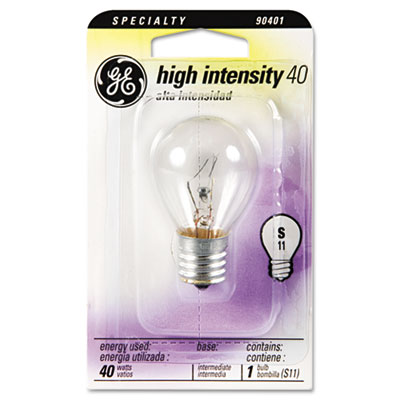 SPECIALTY 90401
GE high intensity 40
alta intensidad
S
11
energy used: base: contains:
energia utilizada : contiene :
40 watts intermediate 1 bulb
vatios intermedia bombilla (S11)